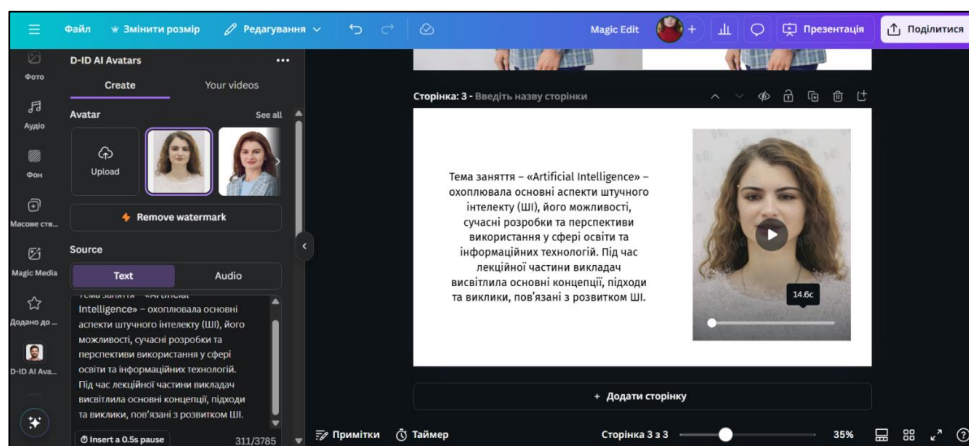 Файл
Змінити розмір
Редагування
Magic Edit
Презентація
Поділитися
Фото
Аудіо
Фон
Масове ств...
Magic Media
Додано до ...
D-ID AI Ava...
D-ID AI Avatars
Create Your videos
Avatar See all
Upload
Remove watermark
Source
Text Audio
Тема заняття – «Artificial
Intelligence» – охоплювала основні
аспекти штучного інтелекту (ШІ), його
можливості, сучасні розробки та
перспективи використання у сфері
освіти та інформаційних технологій.
Під час лекційної частини викладач
висвітлила основні концепції, підходи
та виклики, пов'язані з розвитком ШІ.
Insert a 0.5s pause 311/3785
Сторінка: 3 - Введіть назву сторінки
Тема заняття – «Artificial Intelligence» –
охоплювала основні аспекти штучного
інтелекту (ШІ), його можливості,
сучасні розробки та перспективи
використання у сфері освіти та
інформаційних технологій. Під час
лекційної частини викладач
висвітлила основні концепції, підходи
та виклики, пов'язані з розвитком ШІ.
14.6с
+ Додати сторінку
Примітки Таймер Сторінка 3 з 3 35%